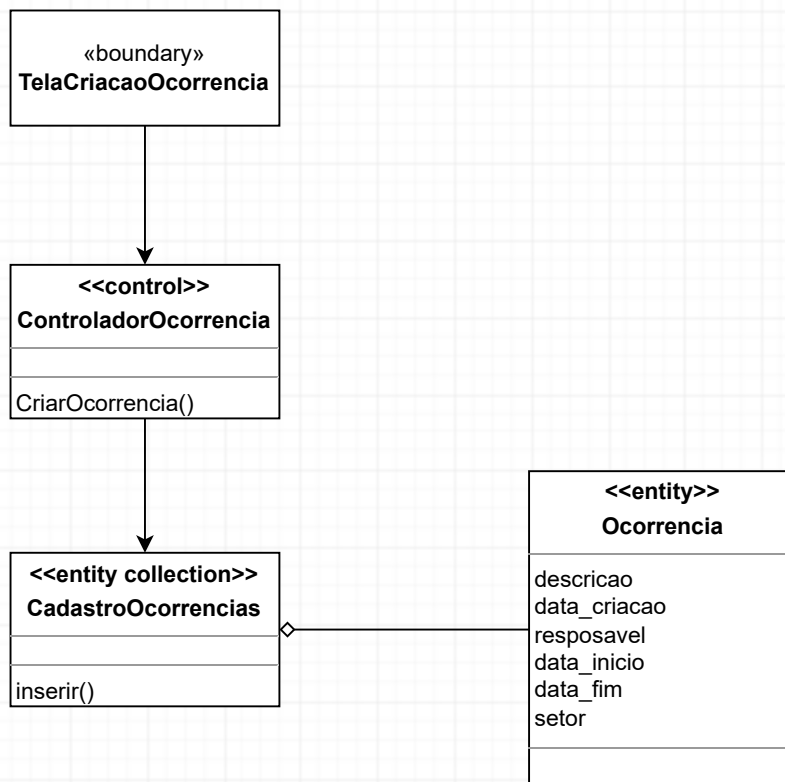 «boundary»
TelaCriacaoOcorrencia
<<control>>
ControladorOcorrencia
CriarOcorrencia()
<<entity collection>>
CadastroOcorrencias
inserir()
<<entity>>
Ocorrencia
descricao
data_criacao
resposavel
data_inicio
data_fim
setor